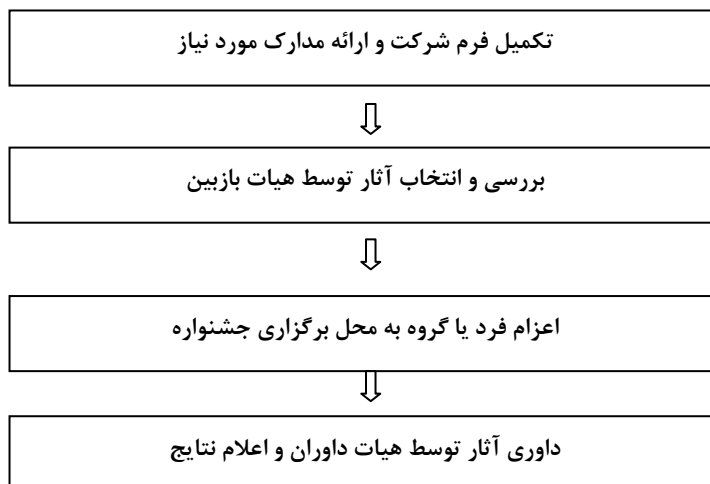 تکمیل فرم شرکت و ارائه مدارک مورد نیاز
بررسی و انتخاب آثار توسط هیات بازبین
اعزام فرد یا گروه به محل برگزاری جشنواره
داوری آثار توسط هیات داوران و اعلام نتایج